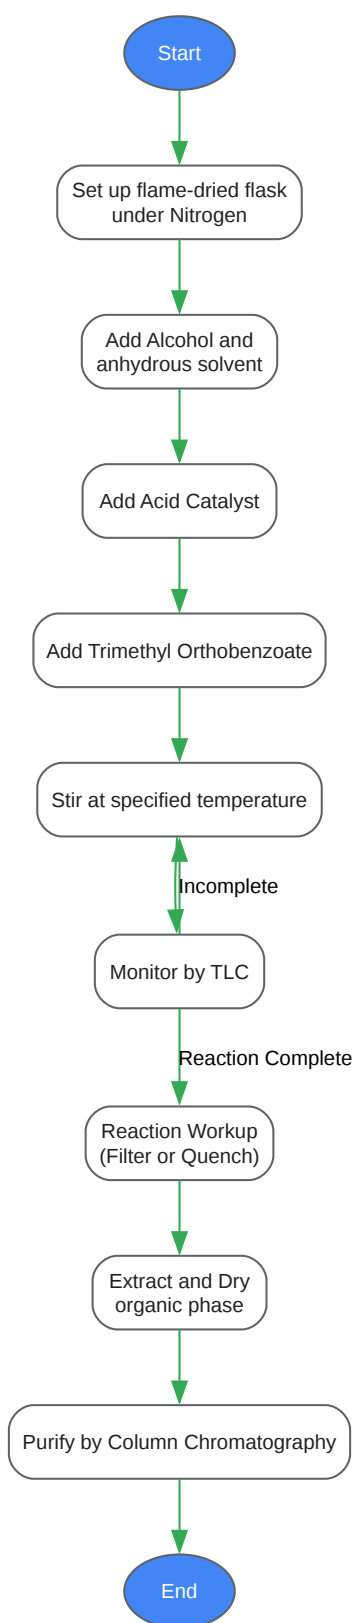 Start
Set up flame-dried flask
under Nitrogen
Add Alcohol and
anhydrous solvent
Add Acid Catalyst
Add Trimethyl Orthobenzoate
Stir at specified temperature
Incomplete
Monitor by TLC
Reaction Complete
Reaction Workup
(Filter or Quench)
Extract and Dry
organic phase
Purify by Column Chromatography
End